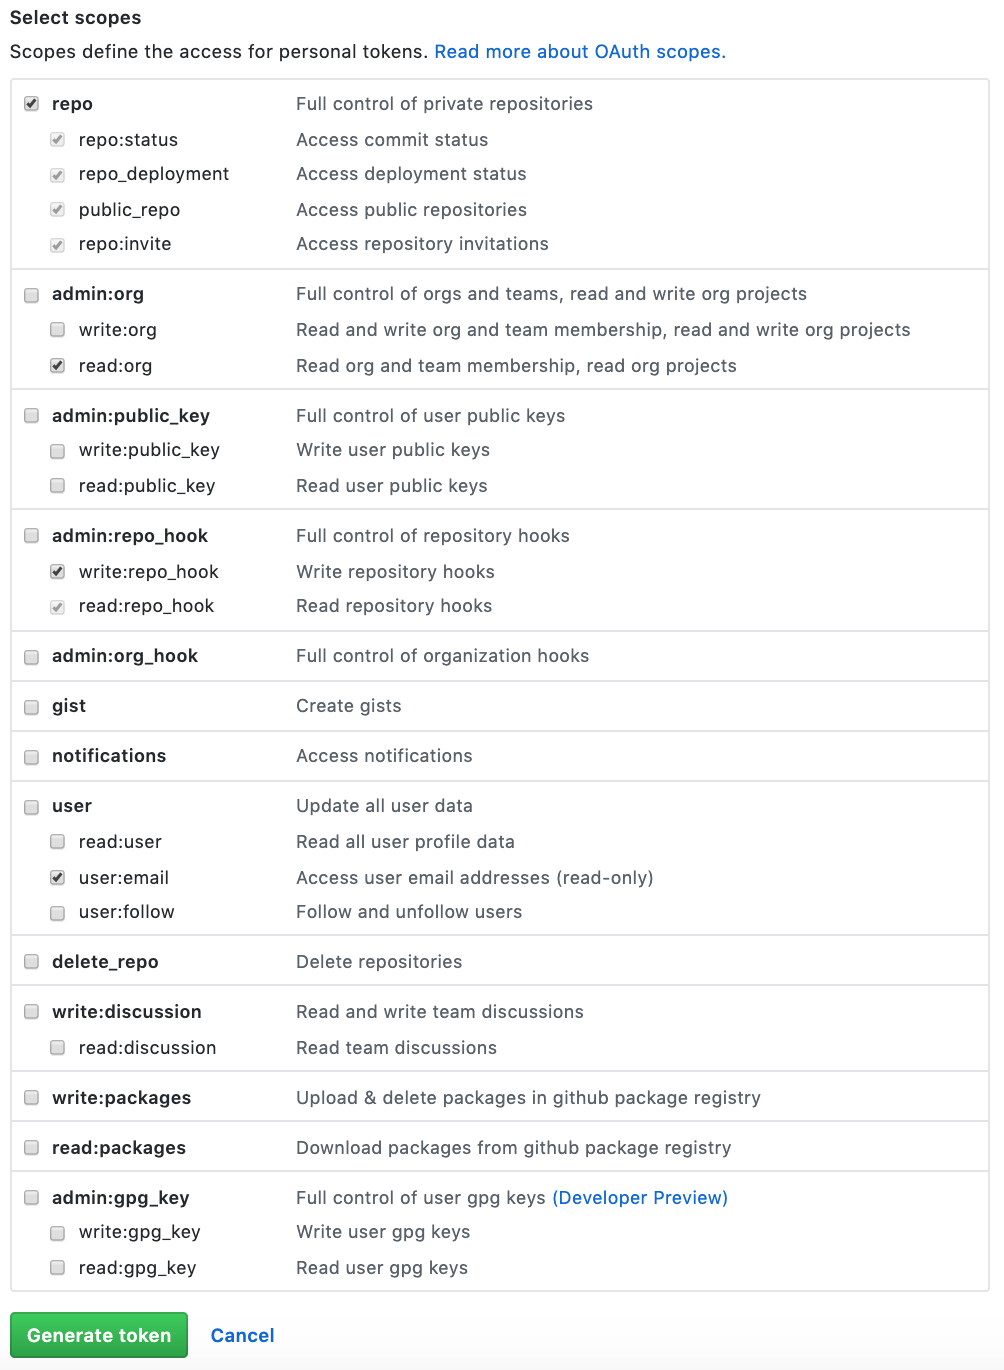 Select scopes
Scopes define the access for personal tokens. Read more about OAuth scopes.
repo Full control of private repositories
repo:status Access commit status
repo_deployment Access deployment status
public_repo Access public repositories
repo:invite Access repository invitations
admin:org Full control of orgs and teams, read and write org projects
write:org Read and write org and team membership, read and write org projects
read:org Read org and team membership, read org projects
admin:public_key Full control of user public keys
write:public_key Write user public keys
read:public_key Read user public keys
admin:repo_hook Full control of repository hooks
write:repo_hook Write repository hooks
read:repo_hook Read repository hooks
admin:org_hook Full control of organization hooks
gist Create gists
notifications Access notifications
user Update all user data
read:user Read all user profile data
user:email Access user email addresses (read-only)
user:follow Follow and unfollow users
delete_repo Delete repositories
write:discussion Read and write team discussions
read:discussion Read team discussions
write:packages Upload & delete packages in github package registry
read:packages Download packages from github package registry
admin:gpg_key Full control of user gpg keys (Developer Preview)
write:gpg_key Write user gpg keys
read:gpg_key Read user gpg keys
Generate token Cancel